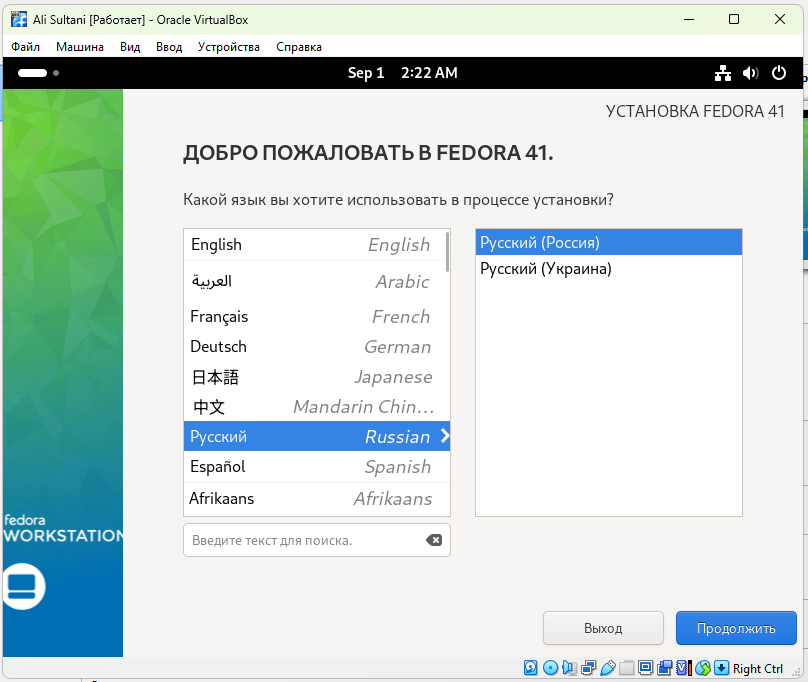 Ali Sultani [Работает] - Oracle VirtualBox
Файл Машина Вид Ввод Устройства Справка
Sep 1 2:22 AM
УСТАНОВКА FEDORA 41
ДОБРО ПОЖАЛОВАТЬ В FEDORA 41.
Какой язык вы хотите использовать в процессе установки?
English English
العربية Arabic
Français French
Deutsch German
日本語 Japanese
中文 Mandarin Chin...
Русский Russian
Español Spanish
Afrikaans Afrikaans
Введите текст для поиска.
Русский (Россия)
Русский (Украина)
fedora
WORKSTATION
Выход Продолжить
Right Ctrl